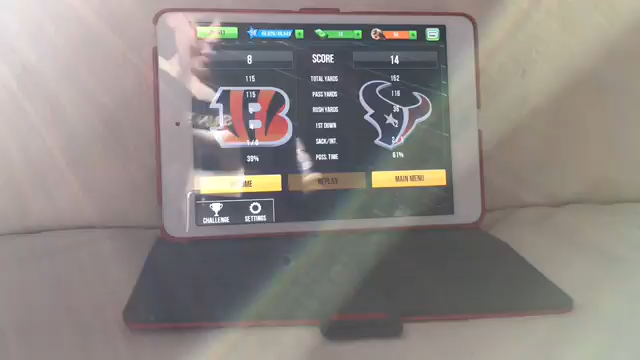 8 SCORE 14
115 TOTAL YARDS 152
115 PASS YARDS 116
RUSH YARDS 36
1ST DOWN
SACK/INT.
39% POSS. TIME 61%
REPLAY MAIN MENU
CHALLENGE SETTINGS